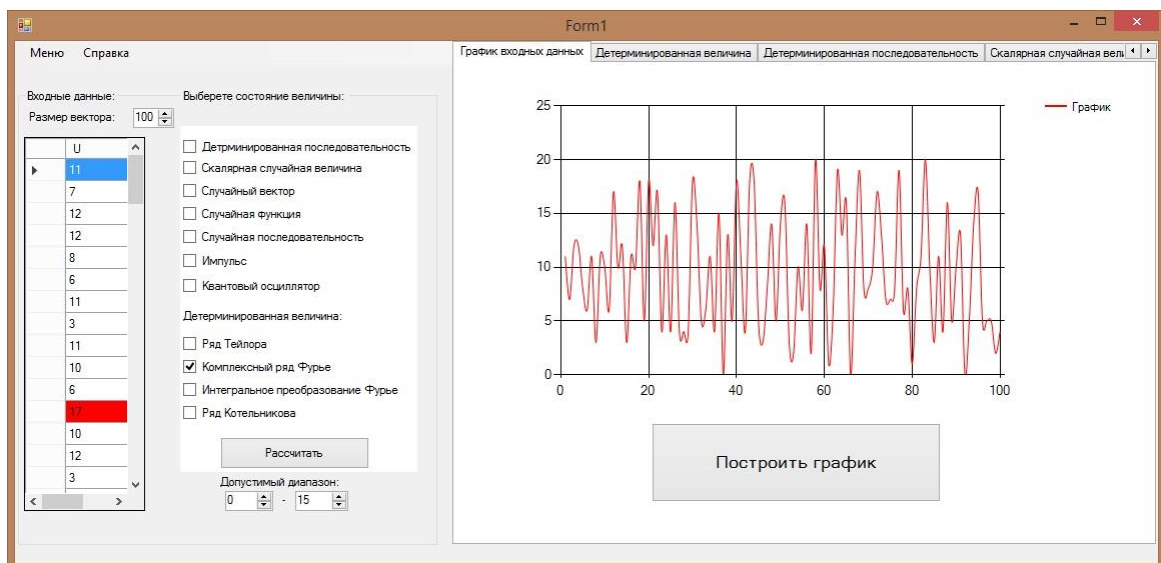 Form1
Меню Справка
Входные данные:
Размер вектора: 100
U
11
7
12
12
8
6
11
3
11
10
6
17
10
12
3
Выберете состояние величины:
Детрминированная последовательность
Скалярная случайная величина
Случайный вектор
Случайная функция
Случайная последовательность
Импульс
Квантовый осциллятор
Детерминированная величина:
Ряд Тейлора
Комплексный ряд Фурье
Интегральное преобразование Фурье
Ряд Котельникова
Рассчитать
Допустимый диапазон:
0 - 15
График входных данных Детерминированная величина Детерминированная последовательность Скалярная случайная вели
25
20
15
10
5
0
0 20 40 60 80 100
График
Построить график